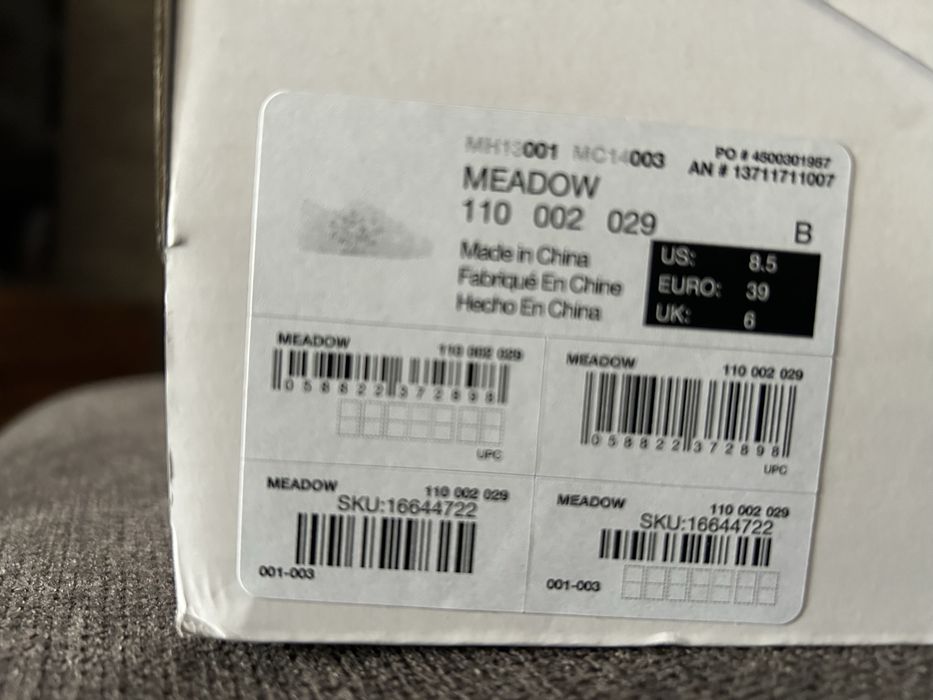 MH13001 MC14003
PO # 4500301967
AN # 13711711007
MEADOW
110 002 029
B
Made in China
Fabriqué En Chine
Hecho En China
US: 8.5
EURO: 39
UK: 6
MEADOW 110 002 029
0 58822 37289 8
UPC
MEADOW 110 002 029
0 58822 37289 8
UPC
MEADOW 110 002 029
SKU:16644722
001-003
MEADOW 110 002 029
SKU:16644722
001-003